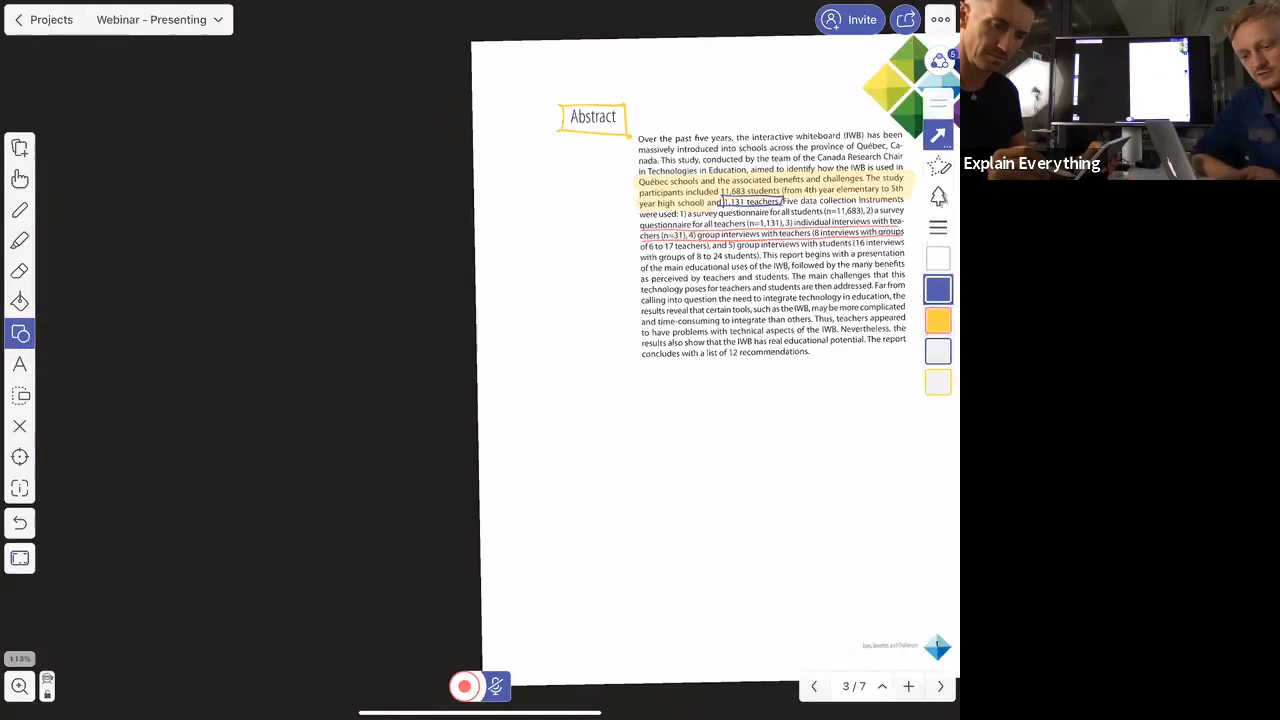 Projects
Webinar - Presenting
Invite
5
Explain Everything
Abstract
Over the past five years, the interactive whiteboard (IWB) has been
massively introduced into schools across the province of Québec, Ca-
nada. This study, conducted by the team of the Canada Research Chair
in Technologies in Education, aimed to identify how the IWB is used in
Québec schools and the associated benefits and challenges. The study
participants included 11,683 students (from 4th year elementary to 5th
year high school) and 1,131 teachers. Five data collection instruments
were used: 1) a survey questionnaire for all students (n=11,683), 2) a survey
questionnaire for all teachers (n=1,131), 3) individual interviews with tea-
chers (n=31), 4) group interviews with teachers (8 interviews with groups
of 6 to 17 teachers), and 5) group interviews with students (16 interviews
with groups of 8 to 24 students). This report begins with a presentation
of the main educational uses of the IWB, followed by the many benefits
as perceived by teachers and students. The main challenges that this
technology poses for teachers and students are then addressed. Far from
calling into question the need to integrate technology in education, the
results reveal that certain tools, such as the IWB, may be more complicated
and time-consuming to integrate than others. Thus, teachers appeared
to have problems with technical aspects of the IWB. Nevertheless, the
results also show that the IWB has real educational potential. The report
concludes with a list of 12 recommendations.
A
Uses, Benefits, and Challenges
1
113%
3 / 7